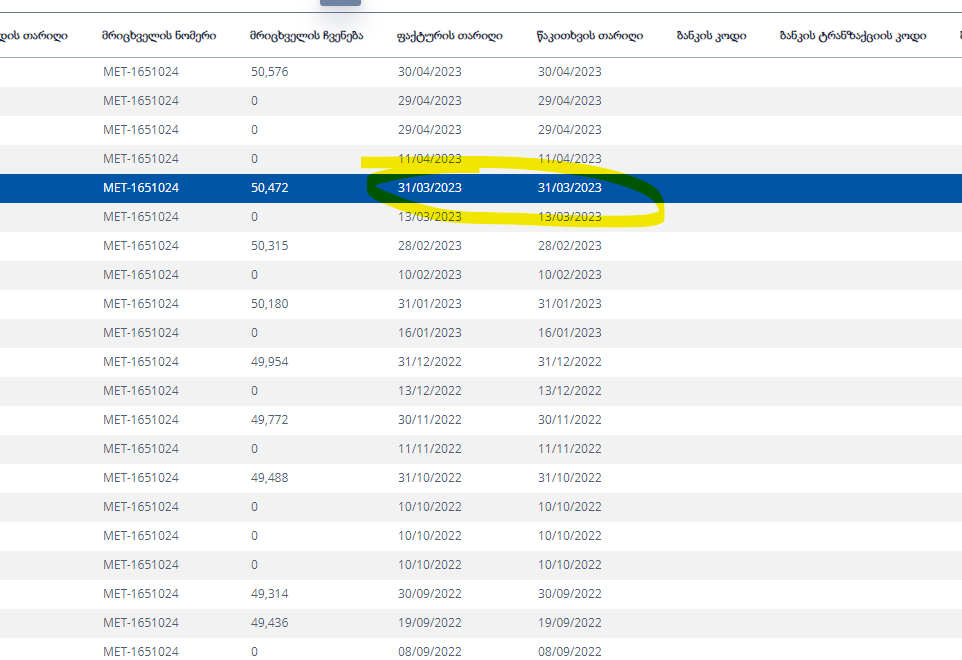 დის თარიღი მრიცხველის ნომერი მრიცხველის ჩვენება ფაქტურის თარიღი წაკითხვის თარიღი ბანკის კოდი ბანკის ტრანზაქციის კოდი
MET-1651024 50,576 30/04/2023 30/04/2023
MET-1651024 0 29/04/2023 29/04/2023
MET-1651024 0 29/04/2023 29/04/2023
MET-1651024 0 11/04/2023 11/04/2023
MET-1651024 50,472 31/03/2023 31/03/2023
MET-1651024 0 13/03/2023 13/03/2023
MET-1651024 50,315 28/02/2023 28/02/2023
MET-1651024 0 10/02/2023 10/02/2023
MET-1651024 50,180 31/01/2023 31/01/2023
MET-1651024 0 16/01/2023 16/01/2023
MET-1651024 49,954 31/12/2022 31/12/2022
MET-1651024 0 13/12/2022 13/12/2022
MET-1651024 49,772 30/11/2022 30/11/2022
MET-1651024 0 11/11/2022 11/11/2022
MET-1651024 49,488 31/10/2022 31/10/2022
MET-1651024 0 10/10/2022 10/10/2022
MET-1651024 0 10/10/2022 10/10/2022
MET-1651024 0 10/10/2022 10/10/2022
MET-1651024 49,314 30/09/2022 30/09/2022
MET-1651024 49,436 19/09/2022 19/09/2022
MET-1651024 0 08/09/2022 08/09/2022